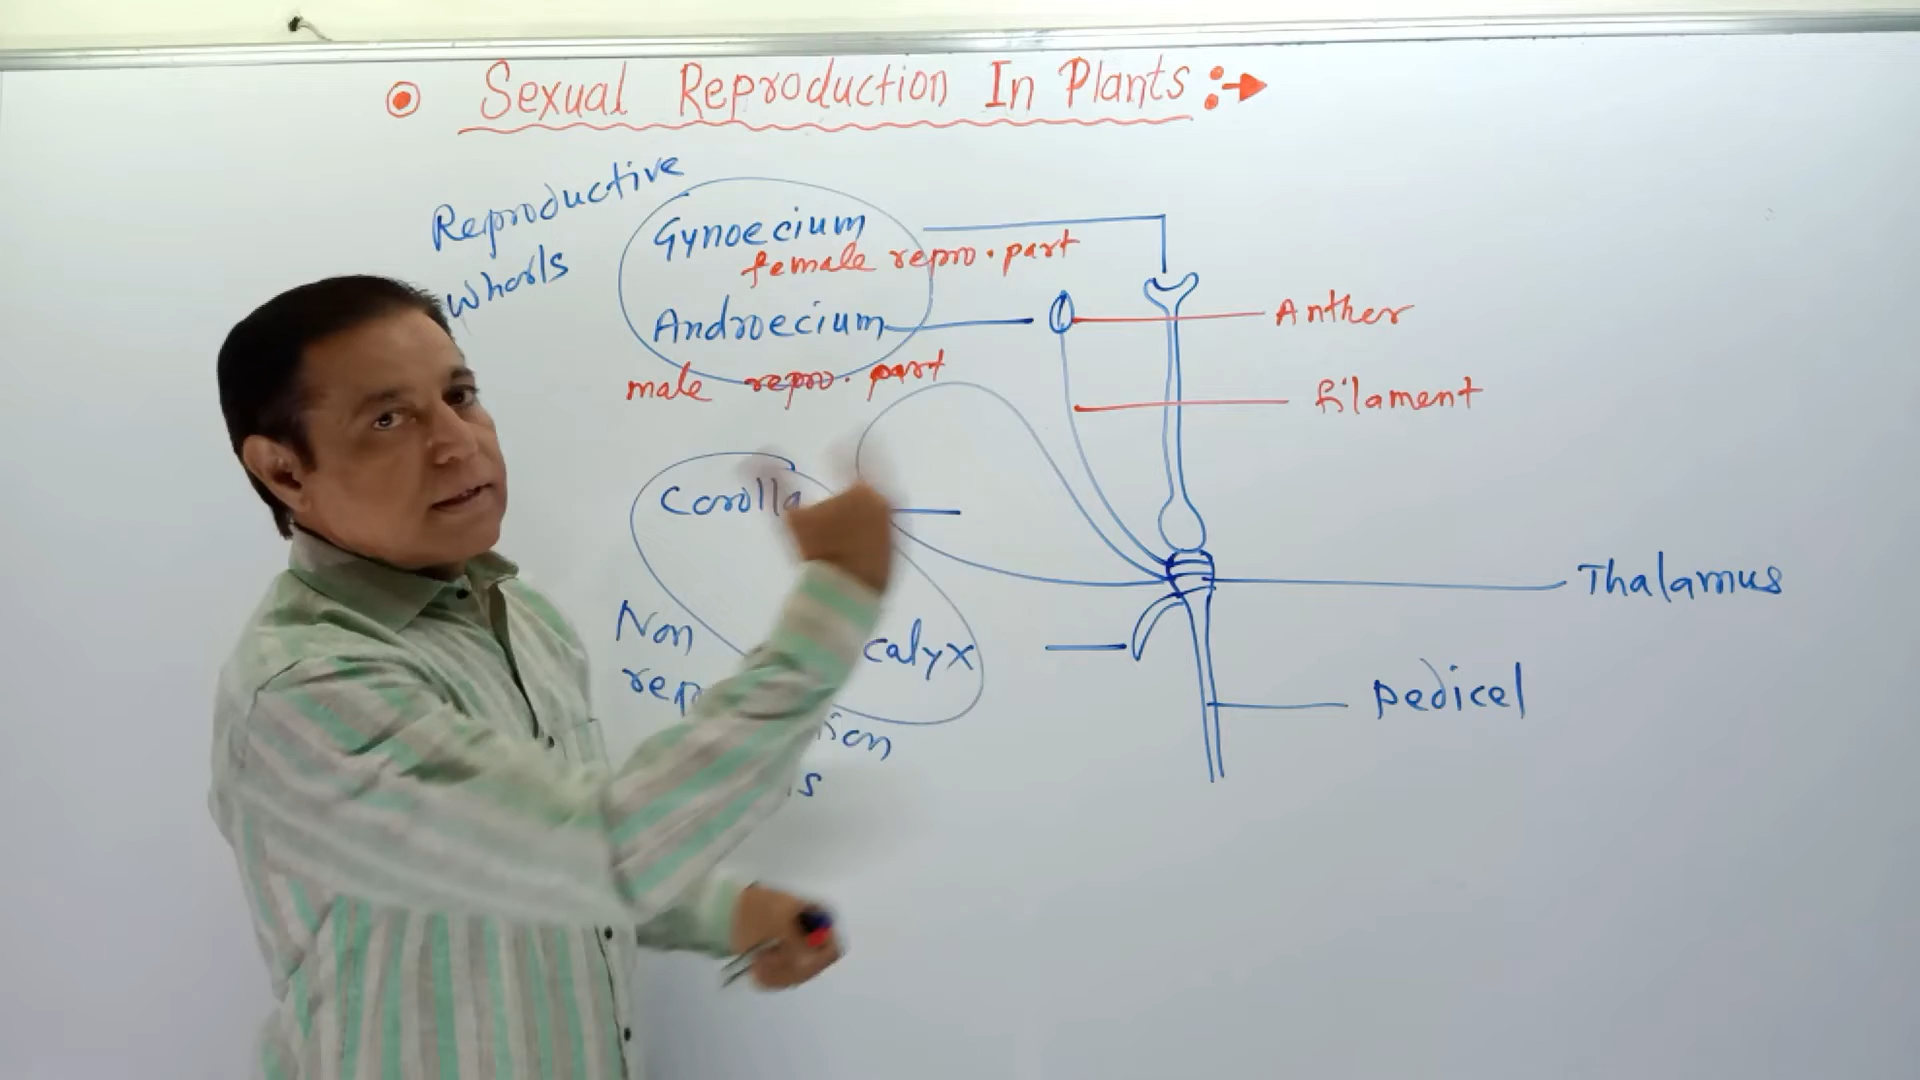 Sexual Reproduction In Plants
Reproductive
Whorls
Gynoecium
female repro. part
Androecium
Anther
male repro. part
filament
Corolla
Thalamus
Non
calyx
Pedicel